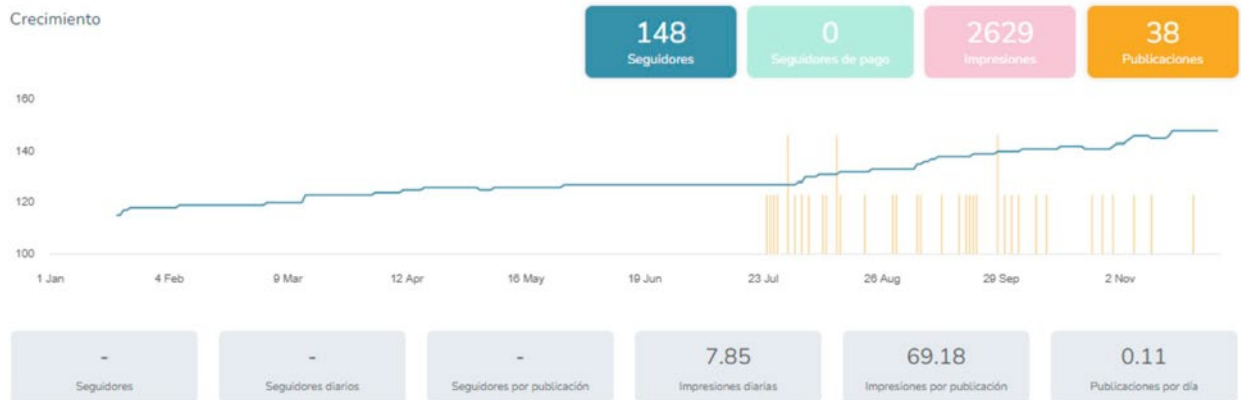 Crecimiento
148
Seguidores
0
Seguidores de pago
2629
Impresiones
38
Publicaciones
160
140
120
100
1 Jan
4 Feb
9 Mar
12 Apr
16 May
19 Jun
23 Jul
26 Aug
29 Sep
2 Nov
-
Seguidores
-
Seguidores diarios
-
Seguidores por publicación
7.85
Impresiones diarias
69.18
Impresiones por publicación
0.11
Publicaciones por día